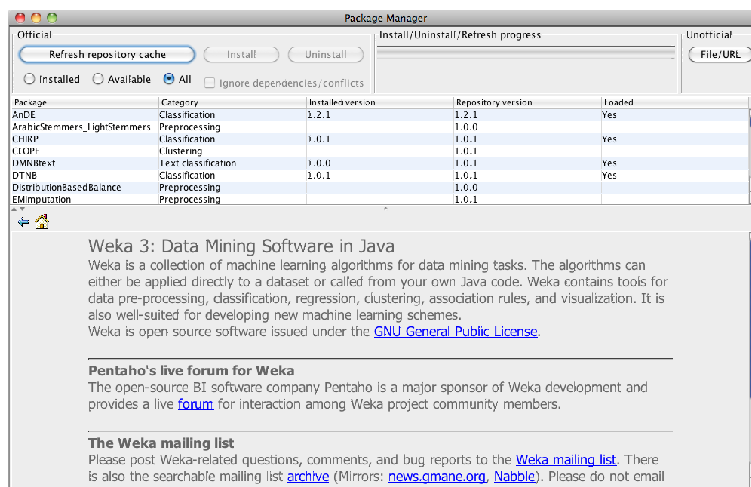 Package Manager
Official
Install/Uninstall/Refresh progress
Unofficial
Refresh repository cache
Install
Uninstall
File/URL
Installed
Available
All
Ignore dependencies/conflicts
Package Category Installed version Repository version Loaded
AnDE Classification 1.2.1 1.2.1 Yes
ArabicStemmers_LightStemmers Preprocessing 1.0.0
CHIRP Classification 1.0.1 1.0.1 Yes
CLOPE Clustering 1.0.1
DMNBtext Text classification 1.0.1 Yes
DTNB Classification 1.0.1 1.0.1 Yes
DistributionBasedBalance Preprocessing 1.0.0
EMImputation Preprocessing 1.0.1
Weka 3: Data Mining Software in Java
Weka is a collection of machine learning algorithms for data mining tasks. The algorithms can
either be applied directly to a dataset or called from your own Java code. Weka contains tools for
data pre-processing, classification, regression, clustering, association rules, and visualization. It is
also well-suited for developing new machine learning schemes.
Weka is open source software issued under the GNU General Public License.
Pentaho's live forum for Weka
The open-source BI software company Pentaho is a major sponsor of Weka development and
provides a live forum for interaction among Weka project community members.
The Weka mailing list
Please post Weka-related questions, comments, and bug reports to the Weka mailing list. There
is also the searchable mailing list archive (Mirrors: news.gmane.org, Nabble). Please do not email